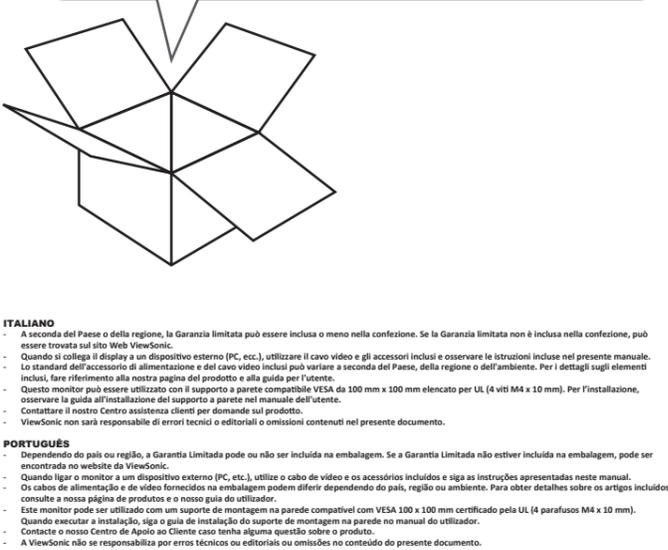 ITALIANO
- A seconda del Paese o della regione, la Garanzia limitata può essere inclusa o meno nella confezione. Se la Garanzia limitata non è inclusa nella confezione, può
essere trovata sul sito Web ViewSonic.
- Quando si collega il display a un dispositivo esterno (PC, ecc.), utilizzare il cavo video e gli accessori inclusi e osservare le istruzioni incluse nel presente manuale.
- Lo standard dell'accessorio di alimentazione e del cavo video inclusi può variare a seconda del Paese, della regione o dell'ambiente. Per i dettagli sugli elementi
inclusi, fare riferimento alla nostra pagina del prodotto e alla guida per l'utente.
- Questo monitor può essere utilizzato con il supporto a parete compatibile VESA da 100 mm x 100 mm elencato per UL (4 viti M4 x 10 mm). Per l'installazione,
osservare la guida all'installazione del supporto a parete nel manuale dell'utente.
- Contattare il nostro Centro assistenza clienti per domande sul prodotto.
- ViewSonic non sarà responsabile di errori tecnici o editoriali o omissioni contenuti nel presente documento.
PORTUGUÊS
- Dependendo do país ou região, a Garantia Limitada pode ou não ser incluída na embalagem. Se a Garantia Limitada não estiver incluída na embalagem, pode ser
encontrada no website da ViewSonic.
- Quando ligar o monitor a um dispositivo externo (PC, etc.), utilize o cabo de vídeo e os acessórios incluídos e siga as instruções apresentadas neste manual.
- Os cabos de alimentação e de vídeo fornecidos na embalagem podem diferir dependendo do país, região ou ambiente. Para obter detalhes sobre os artigos incluídos,
consulte a nossa página de produtos e o nosso guia do utilizador.
- Este monitor pode ser utilizado com um suporte de montagem na parede compatível com VESA 100 x 100 mm certificado pela UL (4 parafusos M4 x 10 mm).
Quando executar a instalação, siga o guia de instalação do suporte de montagem na parede no manual do utilizador.
- Contacte o nosso Centro de Apoio ao Cliente caso tenha alguma questão sobre o produto.
- A ViewSonic não se responsabiliza por erros técnicos ou editoriais ou omissões no conteúdo do presente documento.